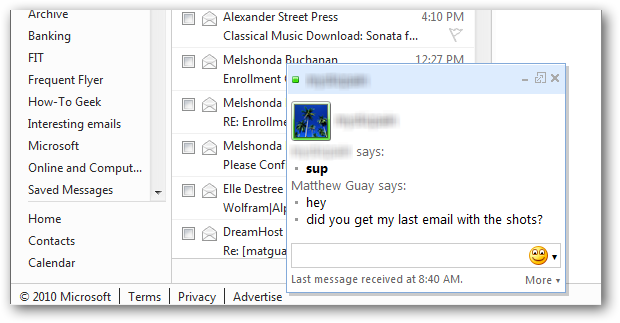 Archive
Banking
FIT
Frequent Flyer
How-To Geek
Interesting emails
Microsoft
Online and Comput...
Saved Messages
Home
Contacts
Calendar
Alexander Street Press 4:10 PM
Classical Music Download: Sonata f...
Melshonda Buchanan 12:27 PM
Enrollment
Melshonda
RE: Enrollme
Melshonda
Please Conf
Elle Destree
Wolfram|Alp
DreamHost
Re: [matgua
says:
sup
Matthew Guay says:
hey
did you get my last email with the shots?
Last message received at 8:40 AM.
More
© 2010 Microsoft Terms Privacy Advertise